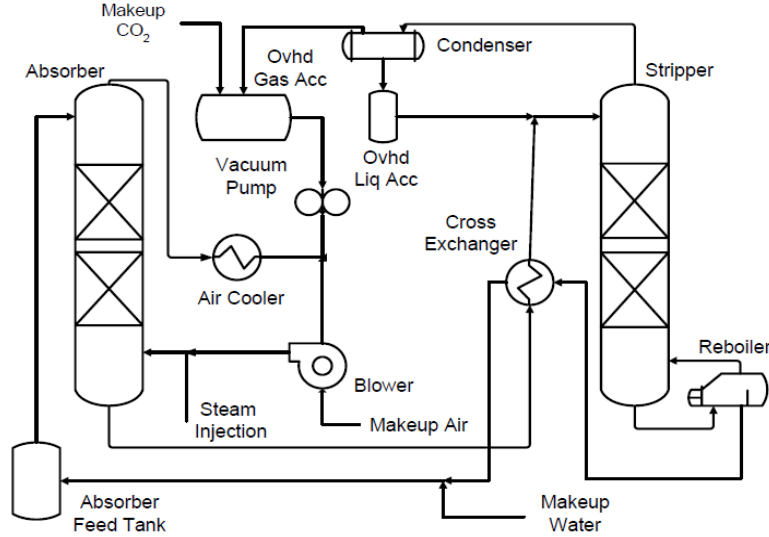 Makeup
CO₂
Absorber
Ovhd
Gas Acc
Condenser
Stripper
Vacuum
Pump
Ovhd
Liq Acc
Cross
Exchanger
Air Cooler
Reboiler
Blower
Steam
Injection
Makeup Air
Absorber
Feed Tank
Makeup
Water